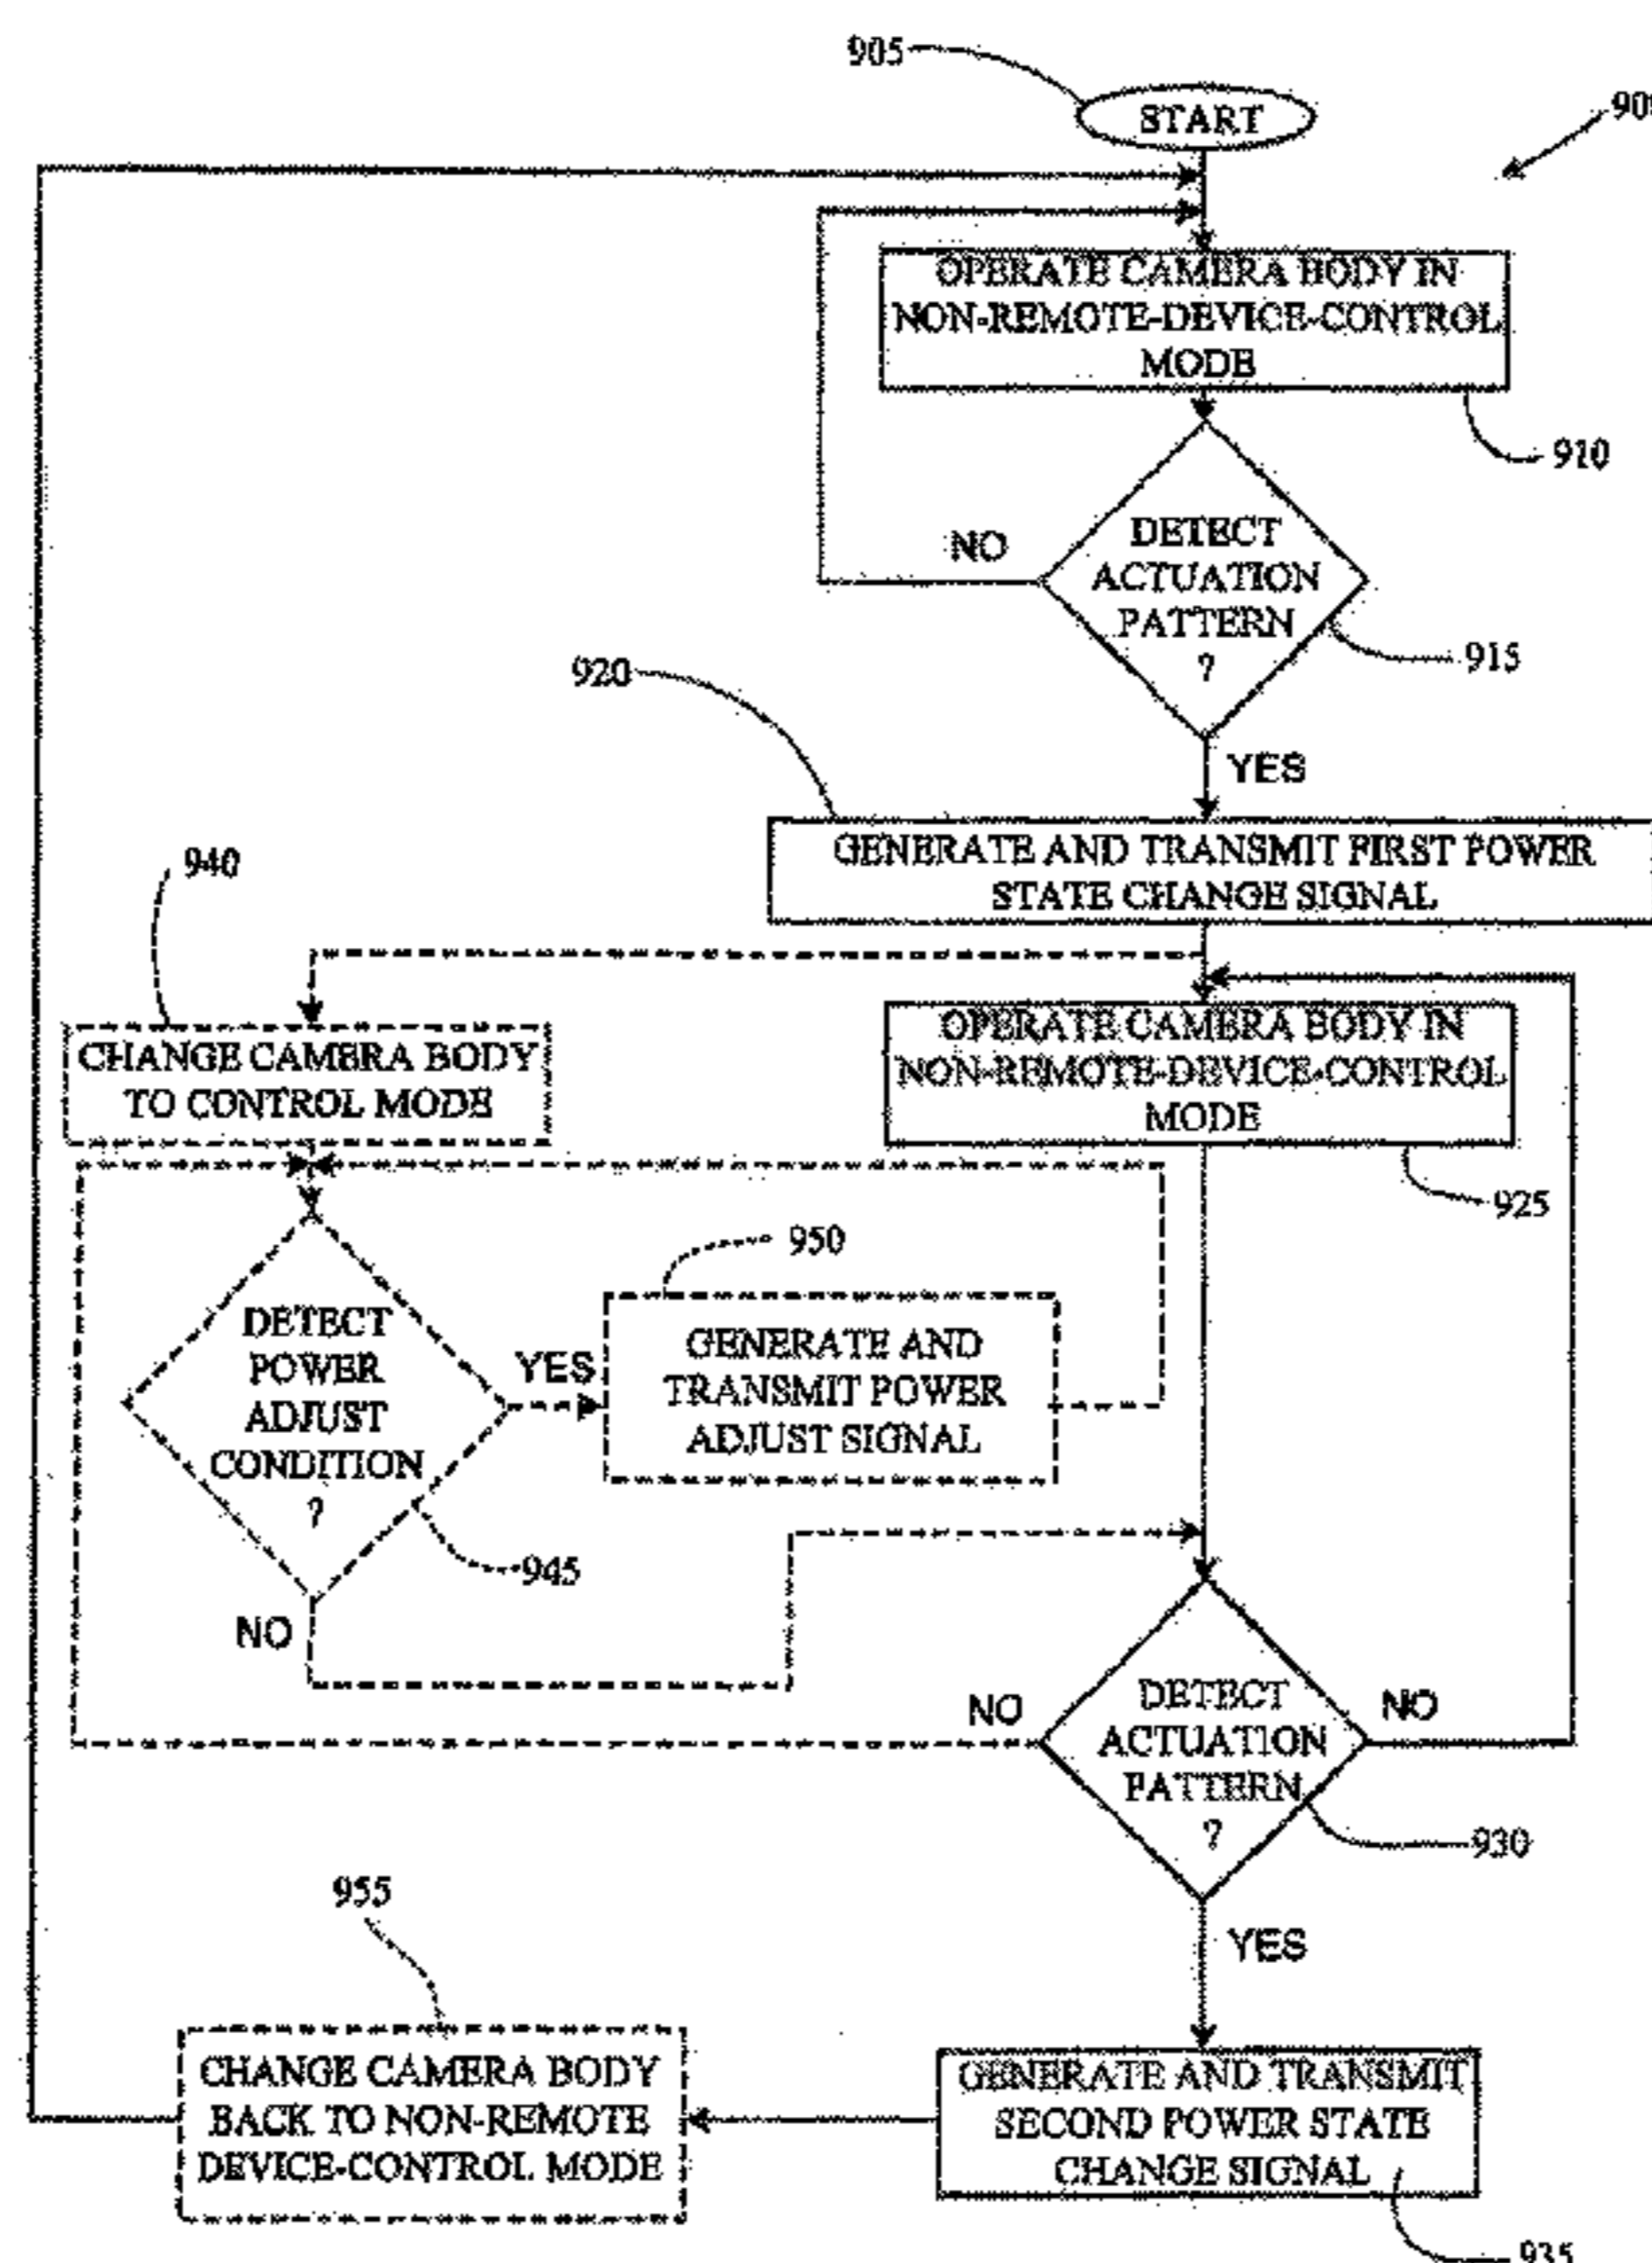 905
START
900
OPERATE CAMERA BODY IN
NON-REMOTE-DEVICE-CONTROL
MODE
910
NO
DETECT
ACTUATION
PATTERN
?
915
920
YES
GENERATE AND TRANSMIT FIRST POWER
STATE CHANGE SIGNAL
940
CHANGE CAMERA BODY
TO CONTROL MODE
OPERATE CAMERA BODY IN
NON-REMOTE-DEVICE-CONTROL
MODE
925
950
DETECT
POWER
ADJUST
CONDITION
?
YES
GENERATE AND
TRANSMIT POWER
ADJUST SIGNAL
945
NO
NO
DETECT
ACTUATION
PATTERN
?
NO
930
955
YES
CHANGE CAMERA BODY
BACK TO NON-REMOTE
DEVICE-CONTROL MODE
GENERATE AND TRANSMIT
SECOND POWER STATE
CHANGE SIGNAL
935